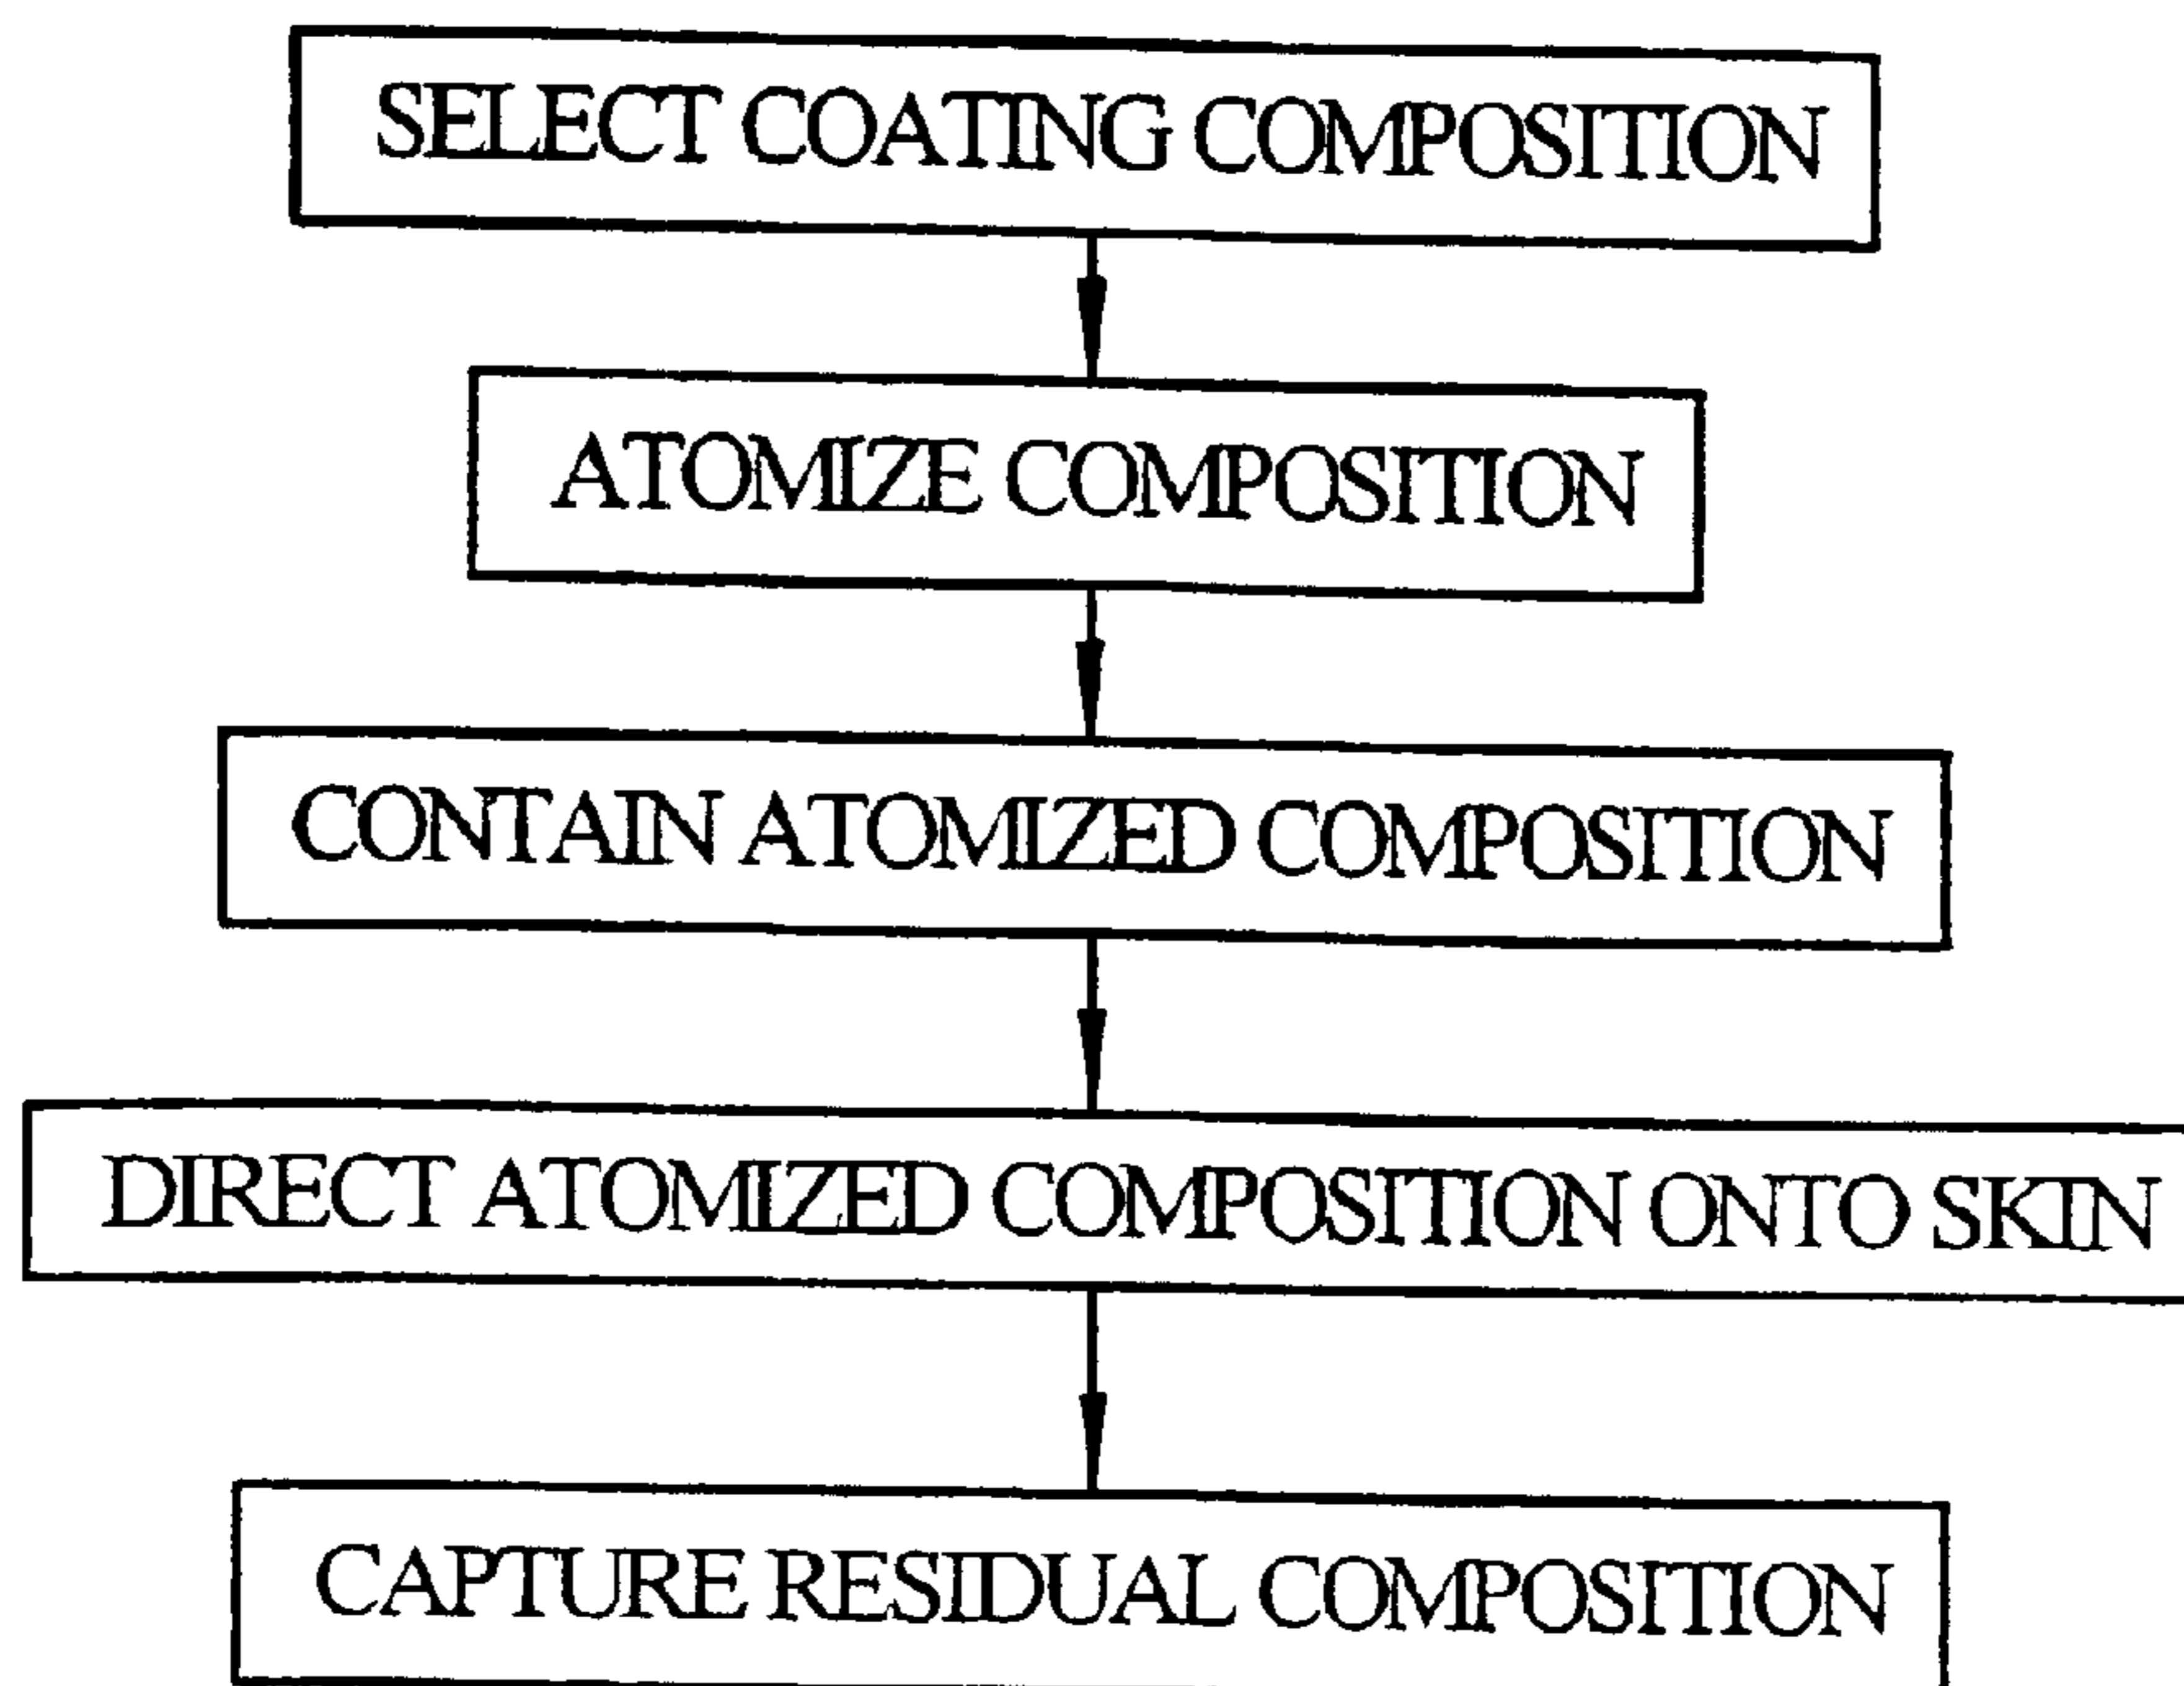 SELECT COATING COMPOSITION
ATOMIZE COMPOSITION
CONTAIN ATOMIZED COMPOSITION
DIRECT ATOMIZED COMPOSITION ONTO SKIN
CAPTURE RESIDUAL COMPOSITION